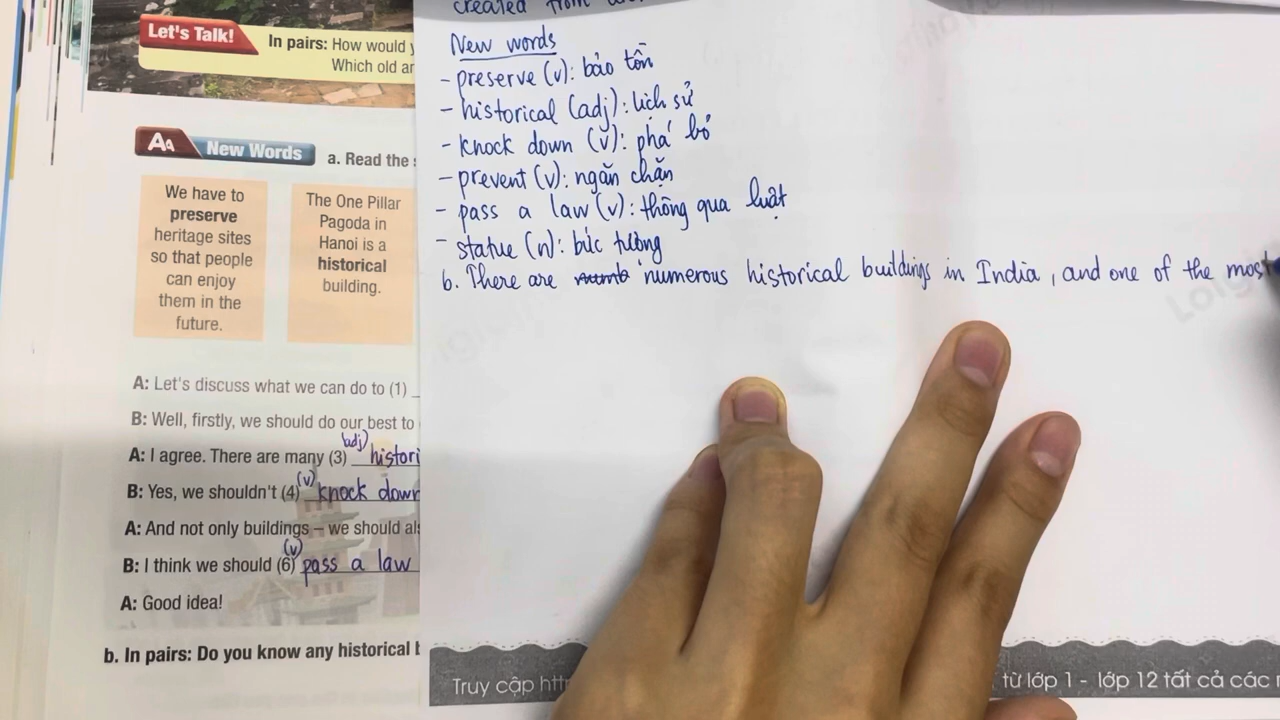 Let's Talk!
In pairs: How would y
Which old ar
New Words
a. Read the
We have to
preserve
heritage sites
so that people
can enjoy
them in the
future.
The One Pillar
Pagoda in
Hanoi is a
historical
building.
A: Let's discuss what we can do to (1)
B: Well, firstly, we should do our best to
A: I agree. There are many (3) (adj) histori
B: Yes, we shouldn't (4) (v) knock down
A: And not only buildings – we should als
B: I think we should (6) (v) pass a law
A: Good idea!
b. In pairs: Do you know any historical b
created from
New words
- preserve (v): bảo tồn
- historical (adj): lịch sử
- knock down (v): phá bỏ
- prevent (v): ngăn chặn
- pass a law (v): thông qua luật
- statue (n): bức tượng
b. There are numerous historical buildings in India, and one of the most
Truy cập htt
từ lớp 1 - lớp 12 tất cả các